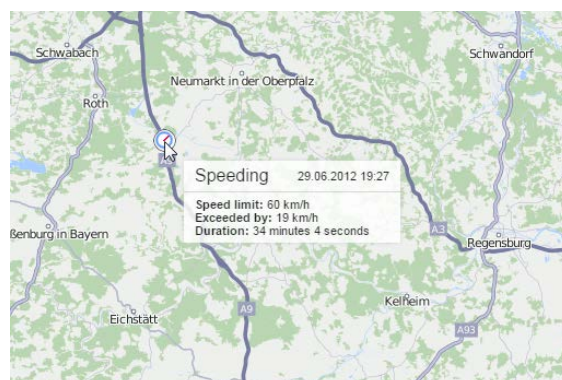 Schwabach
Schwandorf
Neumarkt in der Oberpfalz
Roth
Speeding 29.06.2012 19:27
Speed limit: 60 km/h
Exceeded by: 19 km/h
Duration: 34 minutes 4 seconds
ßenburg in Bayern
A3
Regensburg
Kelheim
A9
Eichstätt
A93